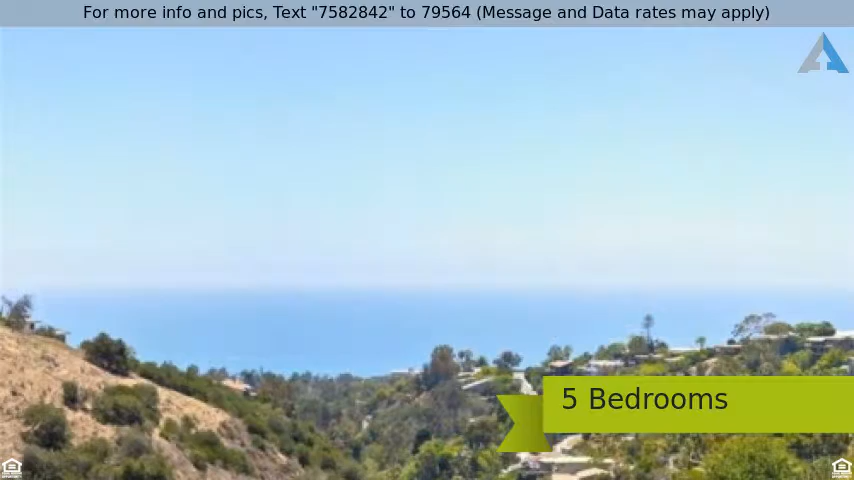 For more info and pics, Text "7582842" to 79564 (Message and Data rates may apply)
5 Bedrooms